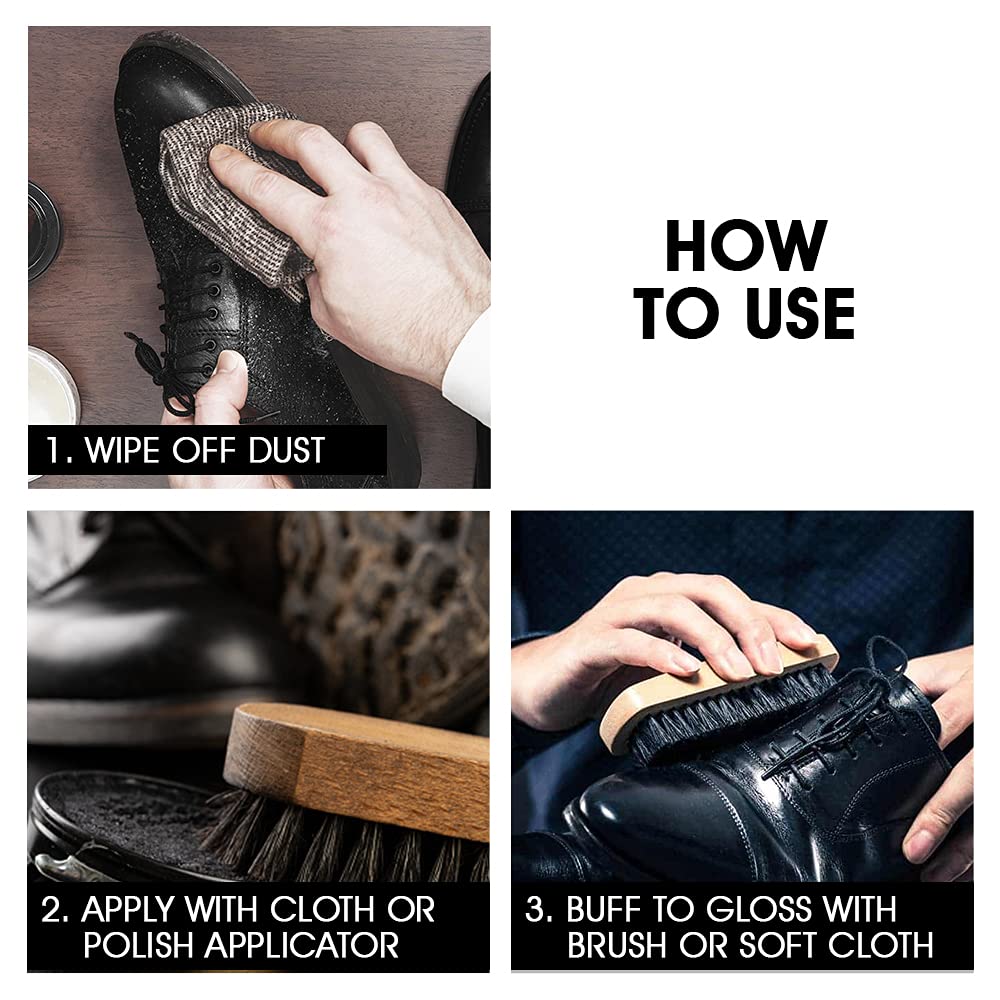 1. WIPE OFF DUST
HOW
TO USE
2. APPLY WITH CLOTH OR
POLISH APPLICATOR
3. BUFF TO GLOSS WITH
BRUSH OR SOFT CLOTH